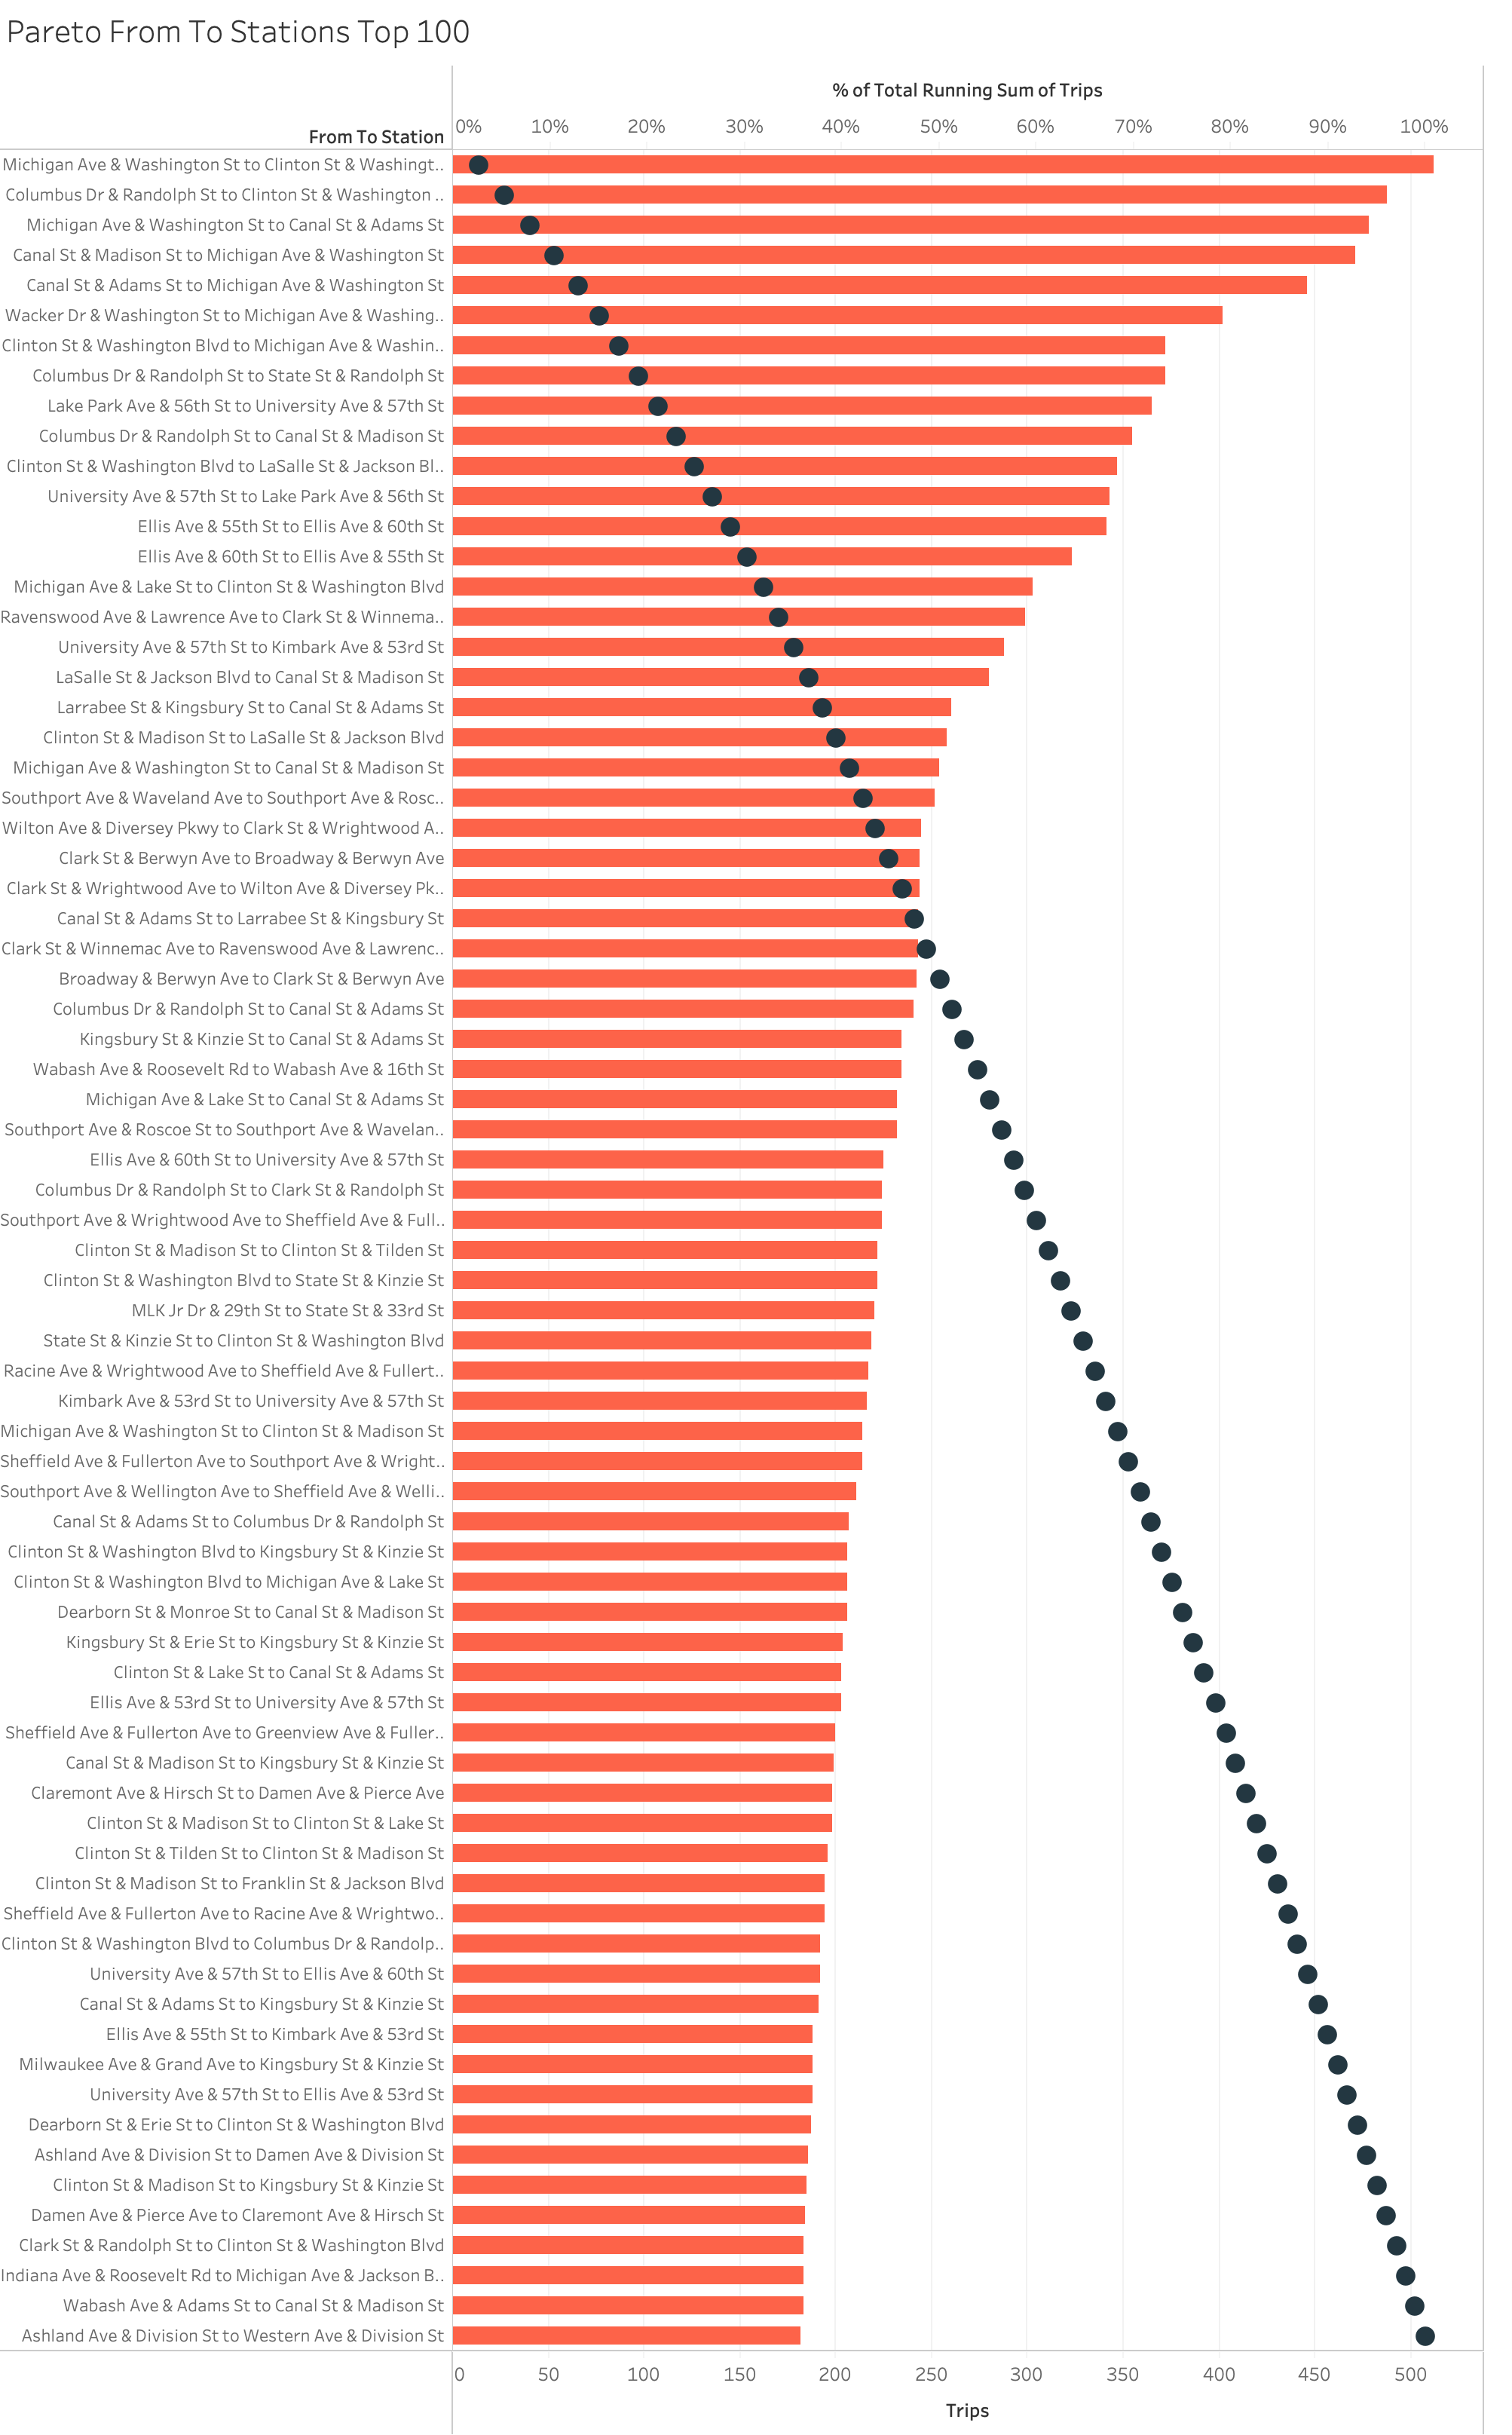 Pareto From To Stations Top 100
% of Total Running Sum of Trips
0% 10% 20% 30% 40% 50% 60% 70% 80% 90% 100%
From To Station
Michigan Ave & Washington St to Clinton St & Washingt..
Columbus Dr & Randolph St to Clinton St & Washington ..
Michigan Ave & Washington St to Canal St & Adams St
Canal St & Madison St to Michigan Ave & Washington St
Canal St & Adams St to Michigan Ave & Washington St
Wacker Dr & Washington St to Michigan Ave & Washing..
Clinton St & Washington Blvd to Michigan Ave & Washin..
Columbus Dr & Randolph St to State St & Randolph St
Lake Park Ave & 56th St to University Ave & 57th St
Columbus Dr & Randolph St to Canal St & Madison St
Clinton St & Washington Blvd to LaSalle St & Jackson Bl..
University Ave & 57th St to Lake Park Ave & 56th St
Ellis Ave & 55th St to Ellis Ave & 60th St
Ellis Ave & 60th St to Ellis Ave & 55th St
Michigan Ave & Lake St to Clinton St & Washington Blvd
Ravenswood Ave & Lawrence Ave to Clark St & Winnema..
University Ave & 57th St to Kimbark Ave & 53rd St
LaSalle St & Jackson Blvd to Canal St & Madison St
Larrabee St & Kingsbury St to Canal St & Adams St
Clinton St & Madison St to LaSalle St & Jackson Blvd
Michigan Ave & Washington St to Canal St & Madison St
Southport Ave & Waveland Ave to Southport Ave & Rosc..
Wilton Ave & Diversey Pkwy to Clark St & Wrightwood A..
Clark St & Berwyn Ave to Broadway & Berwyn Ave
Clark St & Wrightwood Ave to Wilton Ave & Diversey Pk..
Canal St & Adams St to Larrabee St & Kingsbury St
Clark St & Winnemac Ave to Ravenswood Ave & Lawrenc..
Broadway & Berwyn Ave to Clark St & Berwyn Ave
Columbus Dr & Randolph St to Canal St & Adams St
Kingsbury St & Kinzie St to Canal St & Adams St
Wabash Ave & Roosevelt Rd to Wabash Ave & 16th St
Michigan Ave & Lake St to Canal St & Adams St
Southport Ave & Roscoe St to Southport Ave & Wavelan..
Ellis Ave & 60th St to University Ave & 57th St
Columbus Dr & Randolph St to Clark St & Randolph St
Southport Ave & Wrightwood Ave to Sheffield Ave & Full..
Clinton St & Madison St to Clinton St & Tilden St
Clinton St & Washington Blvd to State St & Kinzie St
MLK Jr Dr & 29th St to State St & 33rd St
State St & Kinzie St to Clinton St & Washington Blvd
Racine Ave & Wrightwood Ave to Sheffield Ave & Fullert..
Kimbark Ave & 53rd St to University Ave & 57th St
Michigan Ave & Washington St to Clinton St & Madison St
Sheffield Ave & Fullerton Ave to Southport Ave & Wright..
Southport Ave & Wellington Ave to Sheffield Ave & Welli..
Canal St & Adams St to Columbus Dr & Randolph St
Clinton St & Washington Blvd to Kingsbury St & Kinzie St
Clinton St & Washington Blvd to Michigan Ave & Lake St
Dearborn St & Monroe St to Canal St & Madison St
Kingsbury St & Erie St to Kingsbury St & Kinzie St
Clinton St & Lake St to Canal St & Adams St
Ellis Ave & 53rd St to University Ave & 57th St
Sheffield Ave & Fullerton Ave to Greenview Ave & Fuller..
Canal St & Madison St to Kingsbury St & Kinzie St
Claremont Ave & Hirsch St to Damen Ave & Pierce Ave
Clinton St & Madison St to Clinton St & Lake St
Clinton St & Tilden St to Clinton St & Madison St
Clinton St & Madison St to Franklin St & Jackson Blvd
Sheffield Ave & Fullerton Ave to Racine Ave & Wrightwo..
Clinton St & Washington Blvd to Columbus Dr & Randolp..
University Ave & 57th St to Ellis Ave & 60th St
Canal St & Adams St to Kingsbury St & Kinzie St
Ellis Ave & 55th St to Kimbark Ave & 53rd St
Milwaukee Ave & Grand Ave to Kingsbury St & Kinzie St
University Ave & 57th St to Ellis Ave & 53rd St
Dearborn St & Erie St to Clinton St & Washington Blvd
Ashland Ave & Division St to Damen Ave & Division St
Clinton St & Madison St to Kingsbury St & Kinzie St
Damen Ave & Pierce Ave to Claremont Ave & Hirsch St
Clark St & Randolph St to Clinton St & Washington Blvd
Indiana Ave & Roosevelt Rd to Michigan Ave & Jackson B..
Wabash Ave & Adams St to Canal St & Madison St
Ashland Ave & Division St to Western Ave & Division St
0 50 100 150 200 250 300 350 400 450 500
Trips